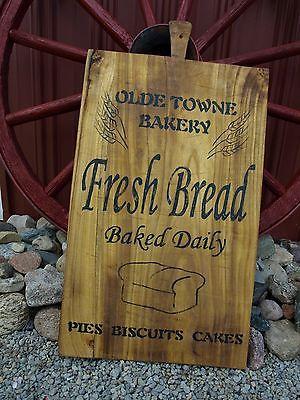 OLDE TOWNE
BAKERY
Fresh Bread
Baked Daily
PIES BISCUITS CAKES